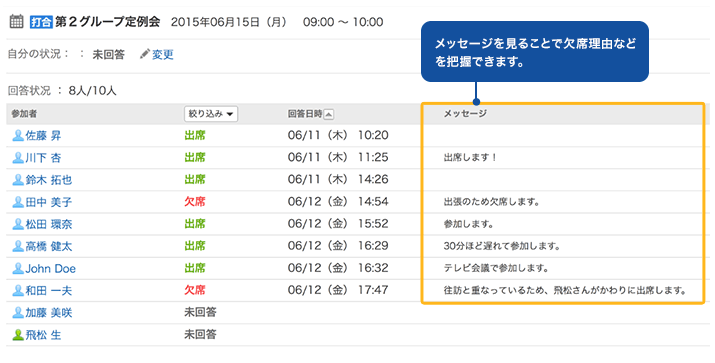 打合 第2グループ定例会 2015年06月15日（月） 09:00 ～ 10:00
メッセージを見ることで欠席理由など
を把握できます。
自分の状況： ： 未回答 変更
回答状況 ： 8人/10人
参加者 絞り込み 回答日時 メッセージ
佐藤 昇 出席 06/11（木） 10:20
川下 杏 出席 06/11（木） 11:25 出席します！
鈴木 拓也 出席 06/11（木） 14:26
田中 美子 欠席 06/12（金） 14:54 出張のため欠席します。
松田 環奈 出席 06/12（金） 15:52 参加します。
高橋 健太 出席 06/12（金） 16:29 30分ほど遅れて参加します。
John Doe 出席 06/12（金） 16:32 テレビ会議で参加します。
和田 一夫 欠席 06/12（金） 17:47 往訪と重なっているため、飛松さんがかわりに出席します。
加藤 美咲 未回答
飛松 生 未回答